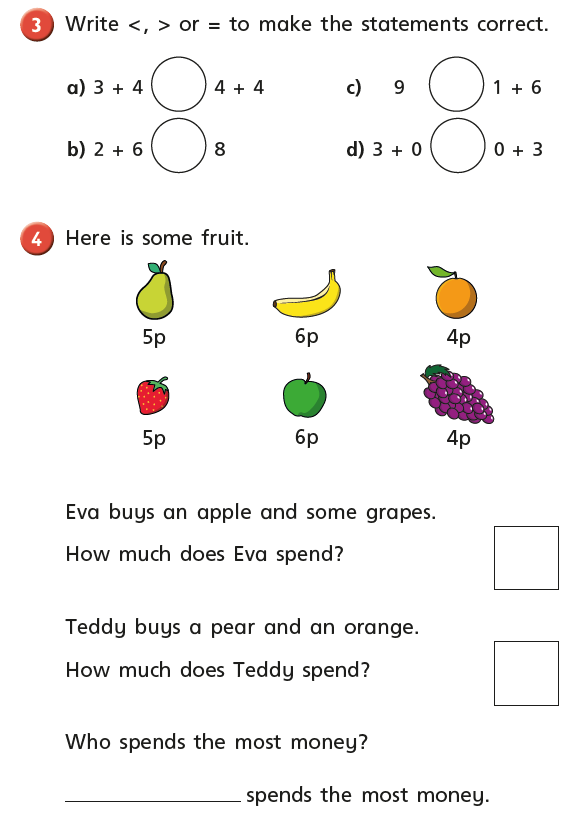 3 Write <, > or = to make the statements correct.
a) 3 + 4 4 + 4
c) 9 1 + 6
b) 2 + 6 8
d) 3 + 0 0 + 3
4 Here is some fruit.
5p 6p 4p
5p 6p 4p
Eva buys an apple and some grapes.
How much does Eva spend?
Teddy buys a pear and an orange.
How much does Teddy spend?
Who spends the most money?
spends the most money.